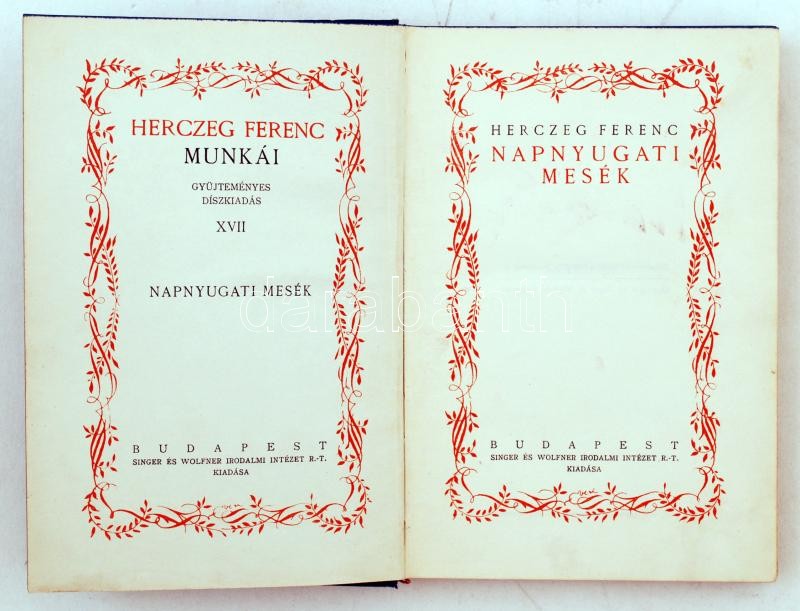 HERCZEG FERENC
MUNKÁI
GYŰJTEMÉNYES
DÍSZKIADÁS
XVII
NAPNYUGATI MESÉK
BUDAPEST
SINGER ÉS WOLFNER IRODALMI INTÉZET R.-T.
KIADÁSA
HERCZEG FERENC
NAPNYUGATI
MESÉK
BUDAPEST
SINGER ÉS WOLFNER IRODALMI INTÉZET R.-T.
KIADÁSA
darabanth